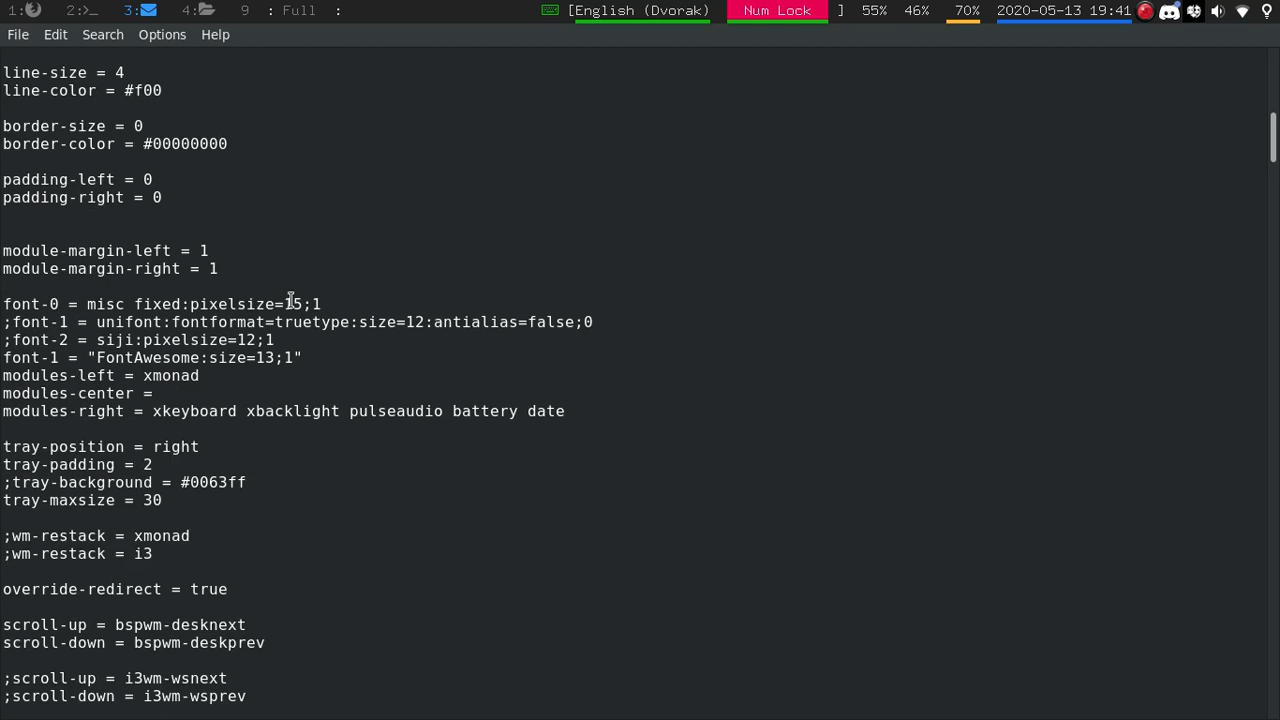 1: 2:>_ 3: 4: 9 : Full : [English (Dvorak) Num Lock ] 55% 46% 70% 2020-05-13 19:41
File Edit Search Options Help
line-size = 4
line-color = #f00
border-size = 0
border-color = #00000000
padding-left = 0
padding-right = 0
module-margin-left = 1
module-margin-right = 1
font-0 = misc fixed:pixelsize=15;1
;font-1 = unifont:fontformat=truetype:size=12:antialias=false;0
;font-2 = siji:pixelsize=12;1
font-1 = "FontAwesome:size=13;1"
modules-left = xmonad
modules-center =
modules-right = xkeyboard xbacklight pulseaudio battery date
tray-position = right
tray-padding = 2
;tray-background = #0063ff
tray-maxsize = 30
;wm-restack = xmonad
;wm-restack = i3
override-redirect = true
scroll-up = bspwm-desknext
scroll-down = bspwm-deskprev
;scroll-up = i3wm-wsnext
;scroll-down = i3wm-wsprev